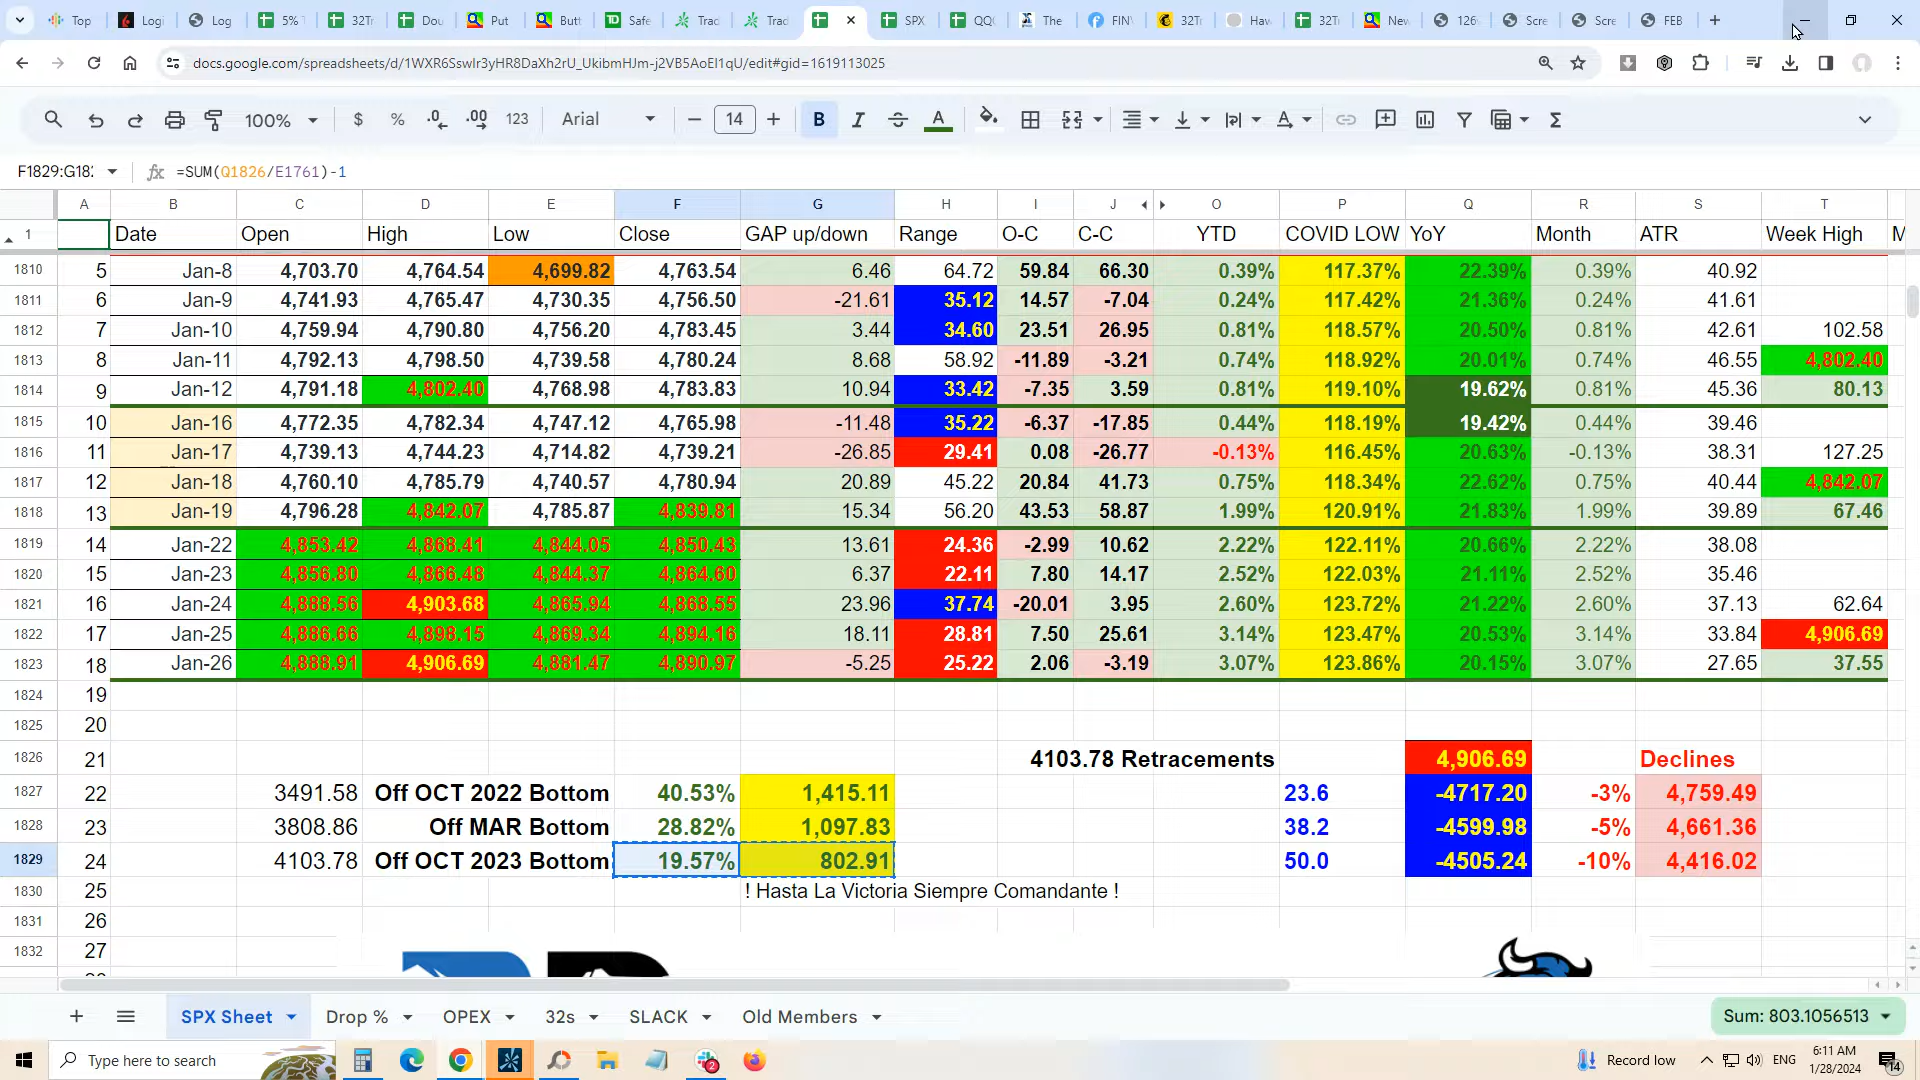 Top Logi Log 5% 32Tr Dou Put Butt Safe Trad Trad SPX QQ The FIN 32Tr Haw 32Tr New 126 Scre Scre FEB
docs.google.com/spreadsheets/d/1WXR6SswIr3yHR8DaXh2rU_UkibmHJm-j2VB5AoEI1qU/edit#gid=1619113025
100% $ % .0 .00 123 Arial 14 B I A
F1829:G182 fx =SUM(Q1826/E1761)-1
A B C D E F G H I J O P Q R S T
1 Date Open High Low Close GAP up/down Range O-C C-C YTD COVID LOW YoY Month ATR Week High M
1810 5 Jan-8 4,703.70 4,764.54 4,699.82 4,763.54 6.46 64.72 59.84 66.30 0.39% 117.37% 22.39% 0.39% 40.92
1811 6 Jan-9 4,741.93 4,765.47 4,730.35 4,756.50 -21.61 35.12 14.57 -7.04 0.24% 117.42% 21.36% 0.24% 41.61
1812 7 Jan-10 4,759.94 4,790.80 4,756.20 4,783.45 3.44 34.60 23.51 26.95 0.81% 118.57% 20.50% 0.81% 42.61 102.58
1813 8 Jan-11 4,792.13 4,798.50 4,739.58 4,780.24 8.68 58.92 -11.89 -3.21 0.74% 118.92% 20.01% 0.74% 46.55 4,802.40
1814 9 Jan-12 4,791.18 4,802.40 4,768.98 4,783.83 10.94 33.42 -7.35 3.59 0.81% 119.10% 19.62% 0.81% 45.36 80.13
1815 10 Jan-16 4,772.35 4,782.34 4,747.12 4,765.98 -11.48 35.22 -6.37 -17.85 0.44% 118.19% 19.42% 0.44% 39.46
1816 11 Jan-17 4,739.13 4,744.23 4,714.82 4,739.21 -26.85 29.41 0.08 -26.77 -0.13% 116.45% 20.63% -0.13% 38.31 127.25
1817 12 Jan-18 4,760.10 4,785.79 4,740.57 4,780.94 20.89 45.22 20.84 41.73 0.75% 118.34% 22.62% 0.75% 40.44 4,842.07
1818 13 Jan-19 4,796.28 4,842.07 4,785.87 4,839.81 15.34 56.20 43.53 58.87 1.99% 120.91% 21.83% 1.99% 39.89 67.46
1819 14 Jan-22 4,853.42 4,868.41 4,844.05 4,850.43 13.61 24.36 -2.99 10.62 2.22% 122.11% 20.66% 2.22% 38.08
1820 15 Jan-23 4,856.80 4,866.48 4,844.37 4,864.60 6.37 22.11 7.80 14.17 2.52% 122.03% 21.11% 2.52% 35.46
1821 16 Jan-24 4,888.56 4,903.68 4,865.94 4,868.55 23.96 37.74 -20.01 3.95 2.60% 123.72% 21.22% 2.60% 37.13 62.64
1822 17 Jan-25 4,886.66 4,898.15 4,869.34 4,894.16 18.11 28.81 7.50 25.61 3.14% 123.47% 20.53% 3.14% 33.84 4,906.69
1823 18 Jan-26 4,888.91 4,906.69 4,881.47 4,890.97 -5.25 25.22 2.06 -3.19 3.07% 123.86% 20.15% 3.07% 27.65 37.55
1824 19
1825 20
1826 21 4103.78 Retracements 4,906.69 Declines
1827 22 3491.58 Off OCT 2022 Bottom 40.53% 1,415.11 23.6 -4717.20 -3% 4,759.49
1828 23 3808.86 Off MAR Bottom 28.82% 1,097.83 38.2 -4599.98 -5% 4,661.36
1829 24 4103.78 Off OCT 2023 Bottom 19.57% 802.91 50.0 -4505.24 -10% 4,416.02
1830 25 ! Hasta La Victoria Siempre Comandante !
1831 26
1832 27
SPX Sheet Drop % OPEX 32s SLACK Old Members Sum: 803.1056513
Type here to search 2 Record low ENG 6:11 AM 14
1/28/2024